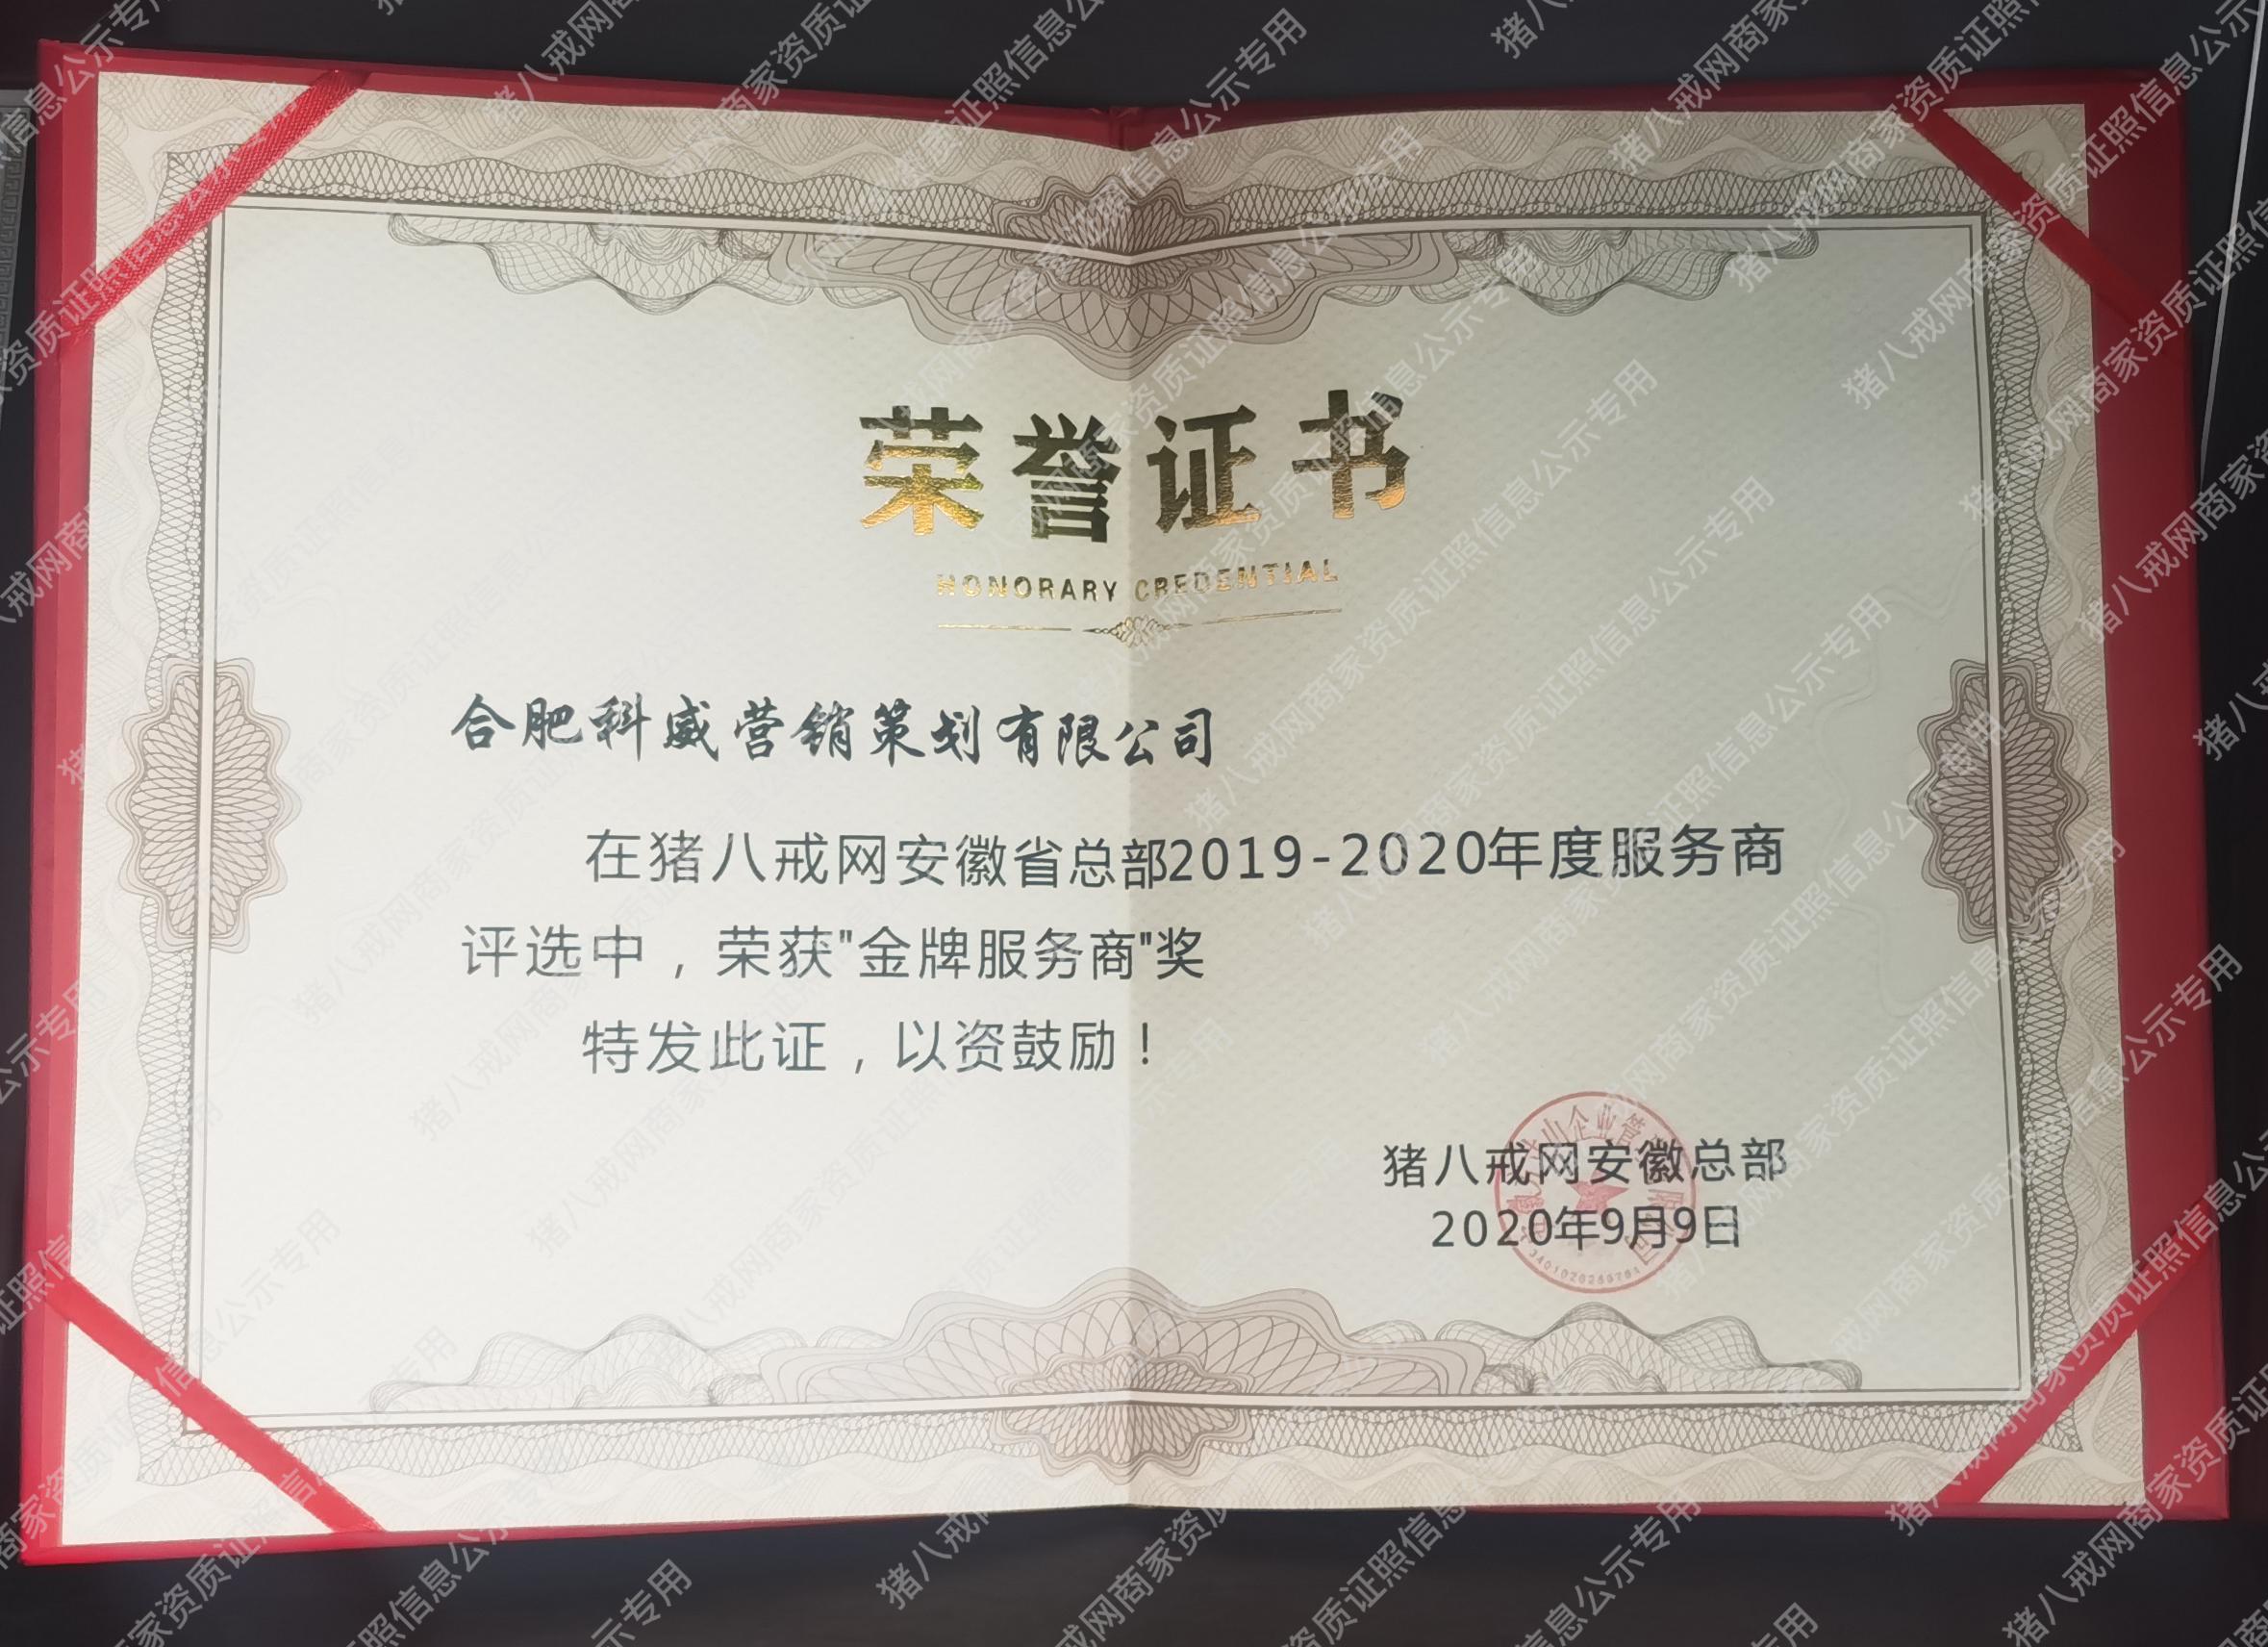 荣誉证书
HONORARY CREDENTIAL
合肥科威营销策划有限公司
在猪八戒网安徽省总部2019-2020年度服务商
评选中，荣获"金牌服务商"奖
特发此证，以资鼓励！
猪八戒网安徽总部
2020年9月9日
猪八戒网商家资质证照信息公示专用